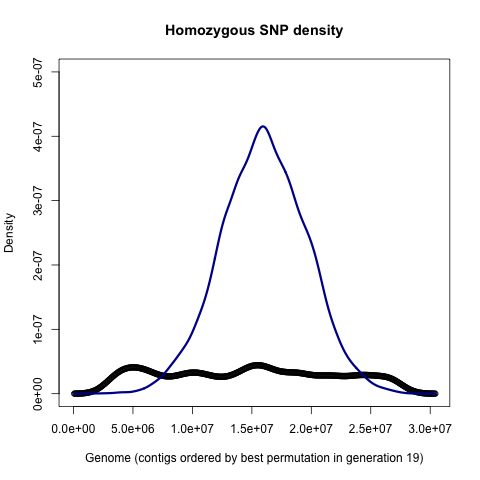 Homozygous SNP density
Density
5e-07
4e-07
3e-07
2e-07
1e-07
0e+00
0.0e+00 5.0e+06 1.0e+07 1.5e+07 2.0e+07 2.5e+07 3.0e+07
Genome (contigs ordered by best permutation in generation 19)